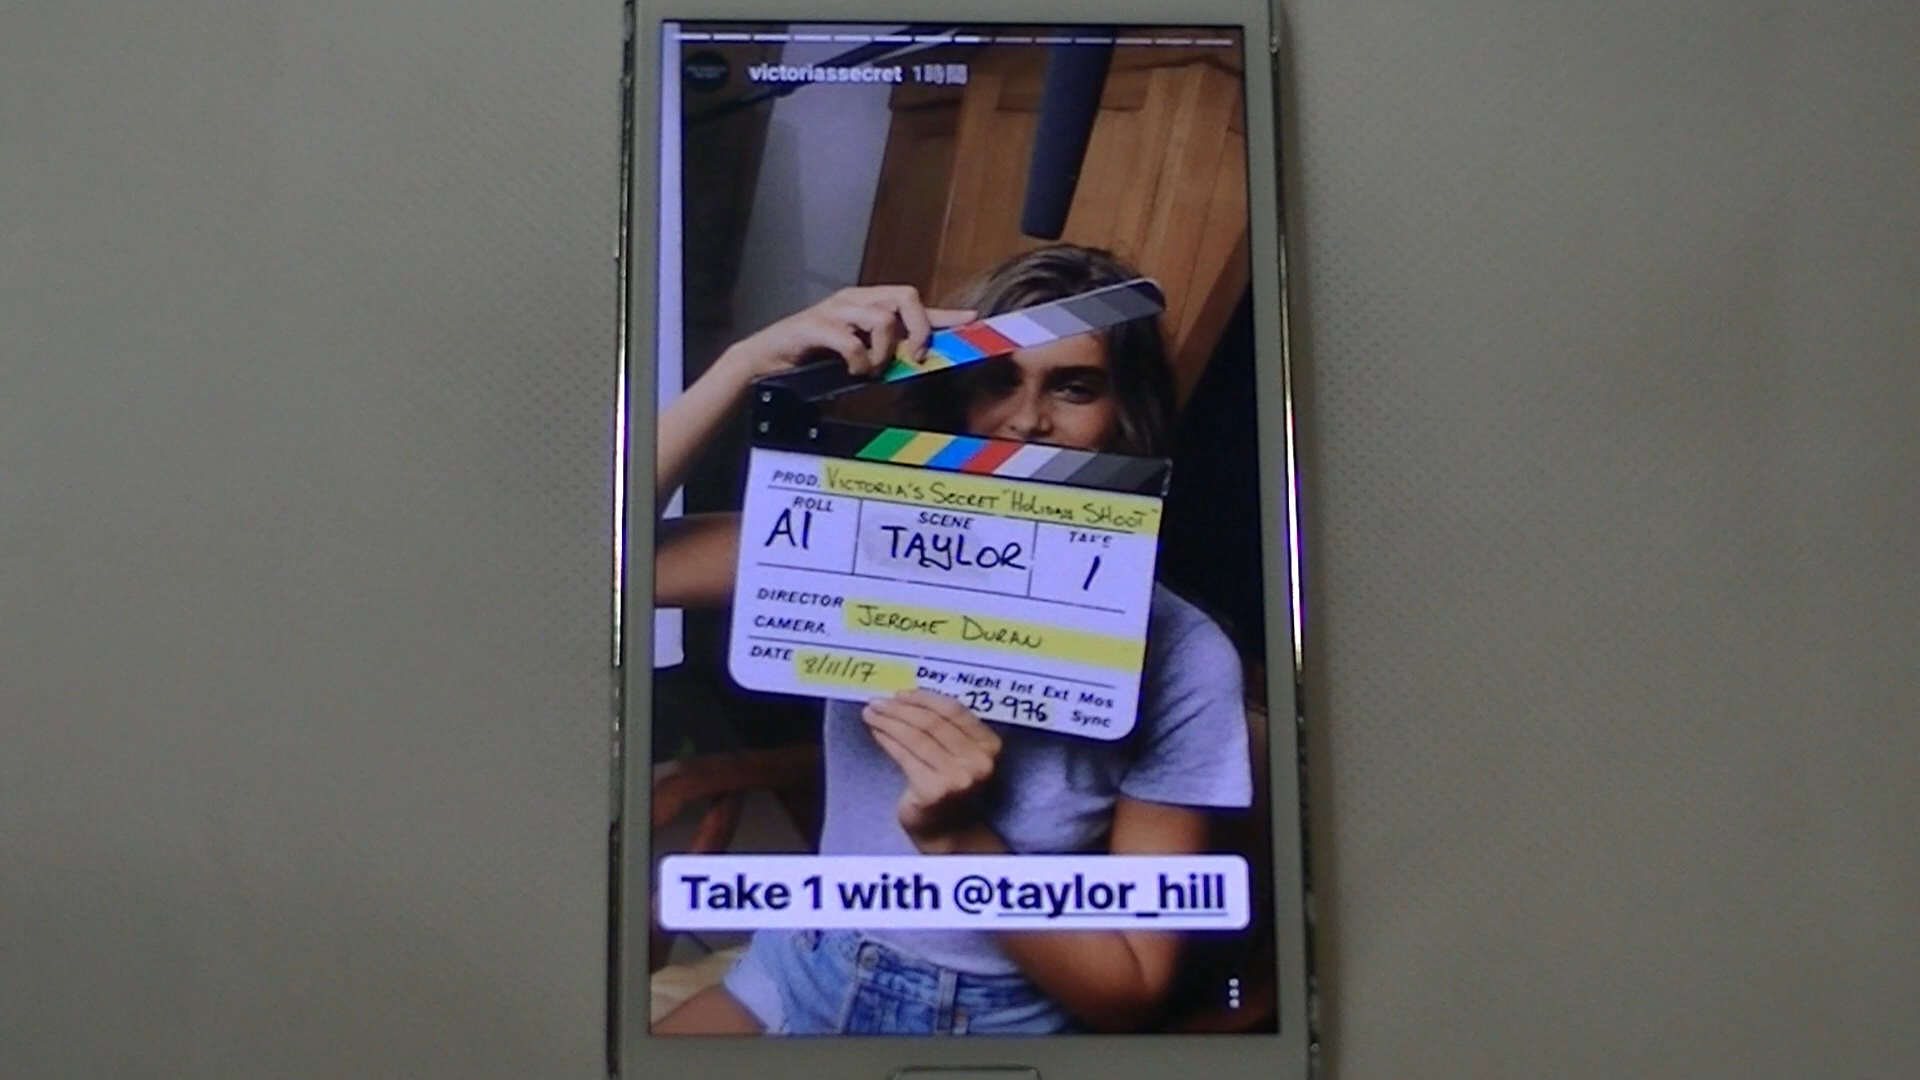 victoriassecret 1時間
PROD. VICTORIA'S SECRET "HOLIDAY SHOOT"
ROLL SCENE TAKE
A1 TAYLOR 1
DIRECTOR
CAMERA JEROME DURAN
DATE 8/11/17 Day-Night Int Ext Mos
23.976 Sync
Take 1 with @taylor_hill